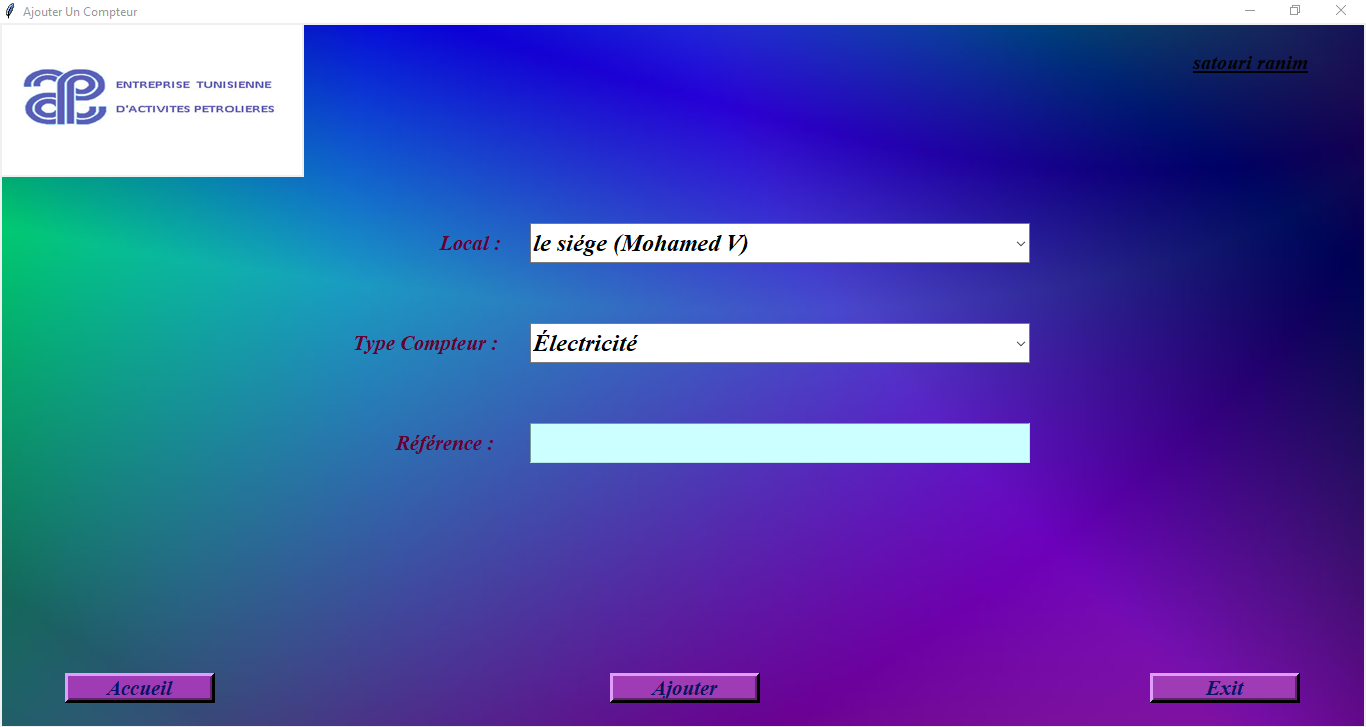 Ajouter Un Compteur
ENTREPRISE TUNISIENNE
D'ACTIVITES PETROLIERES
satouri ranim
Local : le siége (Mohamed V)
Type Compteur : Électricité
Référence :
Accueil Ajouter Exit